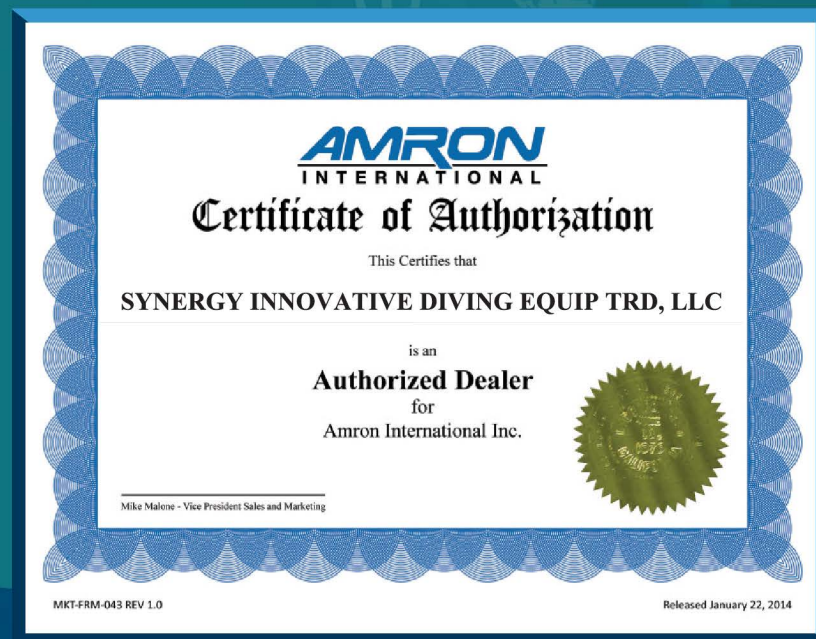 AMRON
INTERNATIONAL
Certificate of Authorization
This Certifies that
SYNERGY INNOVATIVE DIVING EQUIP TRD, LLC
is an
Authorized Dealer
for
Amron International Inc.
Mike Malone - Vice President Sales and Marketing
MKT-FRM-043 REV 1.0
Released January 22, 2014